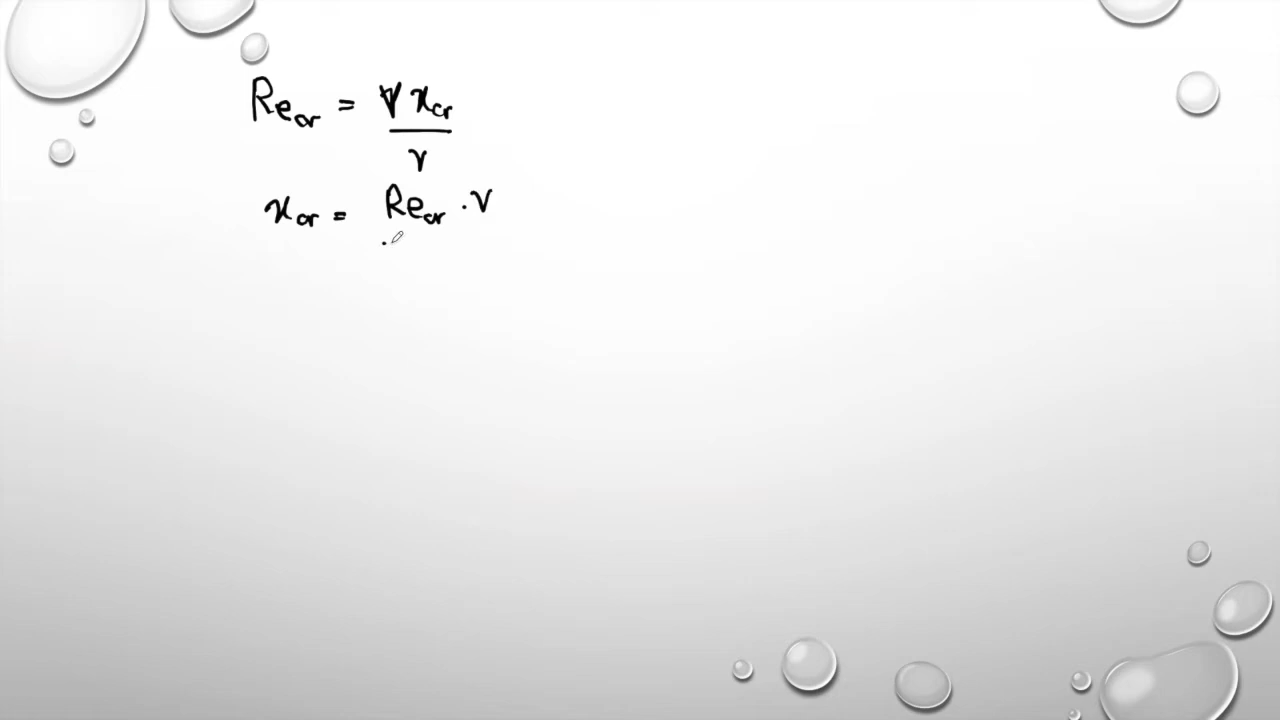 Re_cr = V x_cr / ν
x_cr = Re_cr · ν